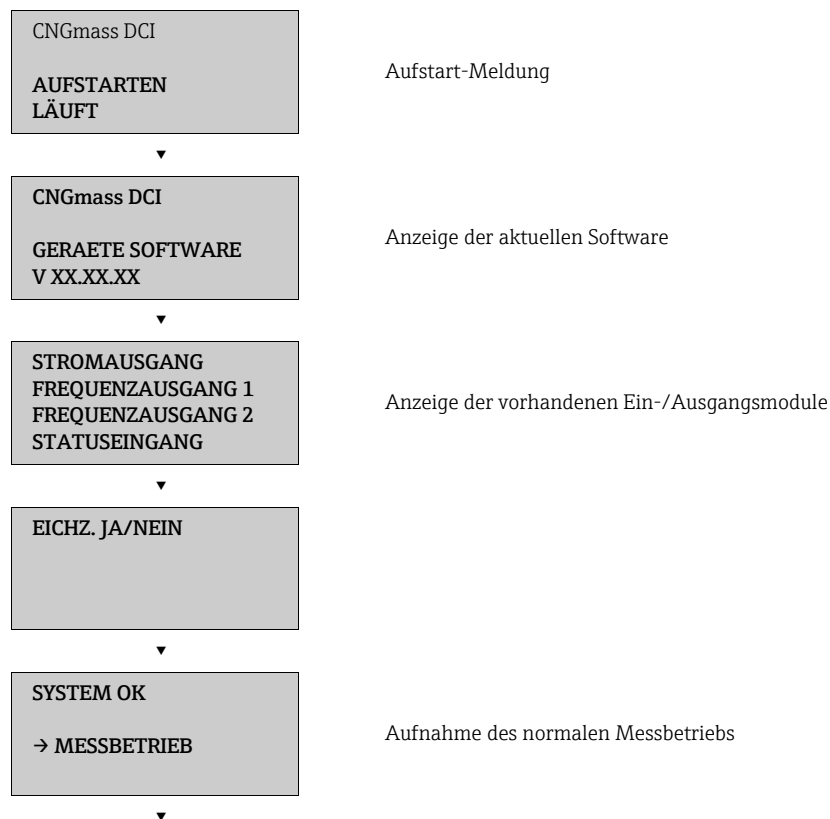 CNGmass DCI
AUFSTARTEN
LÄUFT
Aufstart-Meldung
▼
CNGmass DCI
GERAETE SOFTWARE
V XX.XX.XX
Anzeige der aktuellen Software
▼
STROMAUSGANG
FREQUENZAUSGANG 1
FREQUENZAUSGANG 2
STATUSEINGANG
Anzeige der vorhandenen Ein-/Ausgangsmodule
▼
EICHZ. JA/NEIN
▼
SYSTEM OK
→ MESSBETRIEB
Aufnahme des normalen Messbetriebs
▼